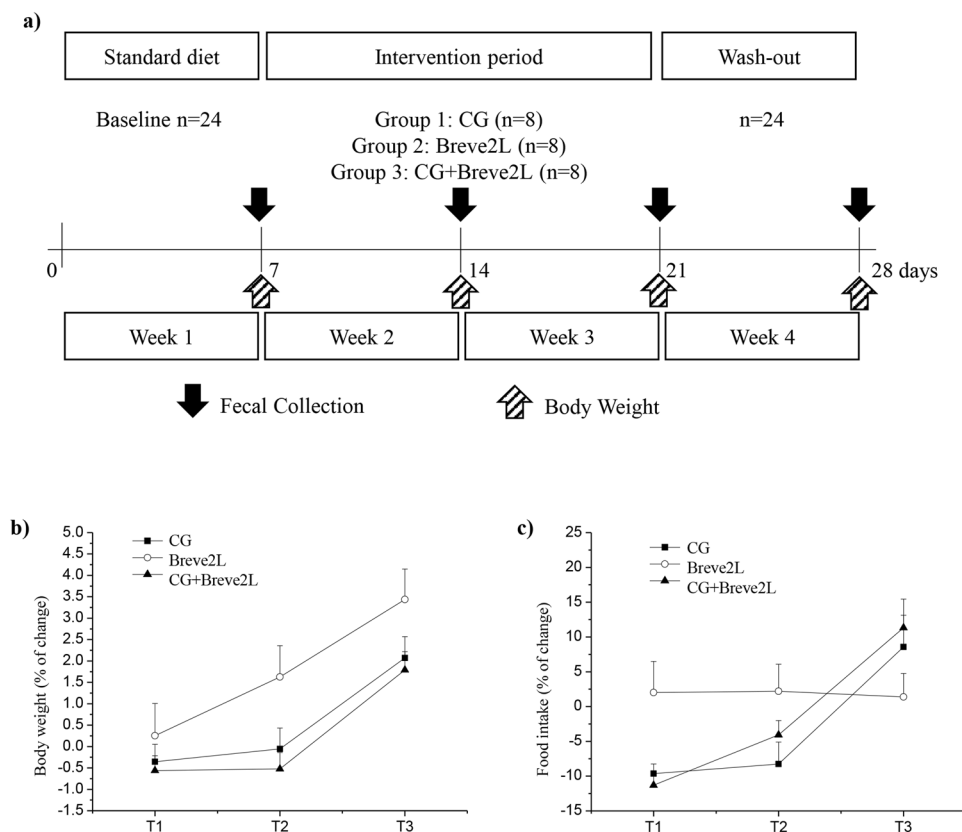 a)
Standard diet
Intervention period
Wash-out
Baseline n=24
Group 1: CG (n=8)
n=24
Group 2: Breve2L (n=8)
Group 3: CG+Breve2L (n=8)
0
7
14
21
28 days
Week 1
Week 2
Week 3
Week 4
Fecal Collection
Body Weight
b)
Body weight (% of change)
5.0
4.5
4.0
3.5
3.0
2.5
2.0
1.5
1.0
0.5
0.0
-0.5
-1.0
-1.5
CG
Breve2L
CG+Breve2L
T1
T2
T3
c)
Food intake (% of change)
25
20
15
10
5
0
-5
-10
-15
CG
Breve2L
CG+Breve2L
T1
T2
T3